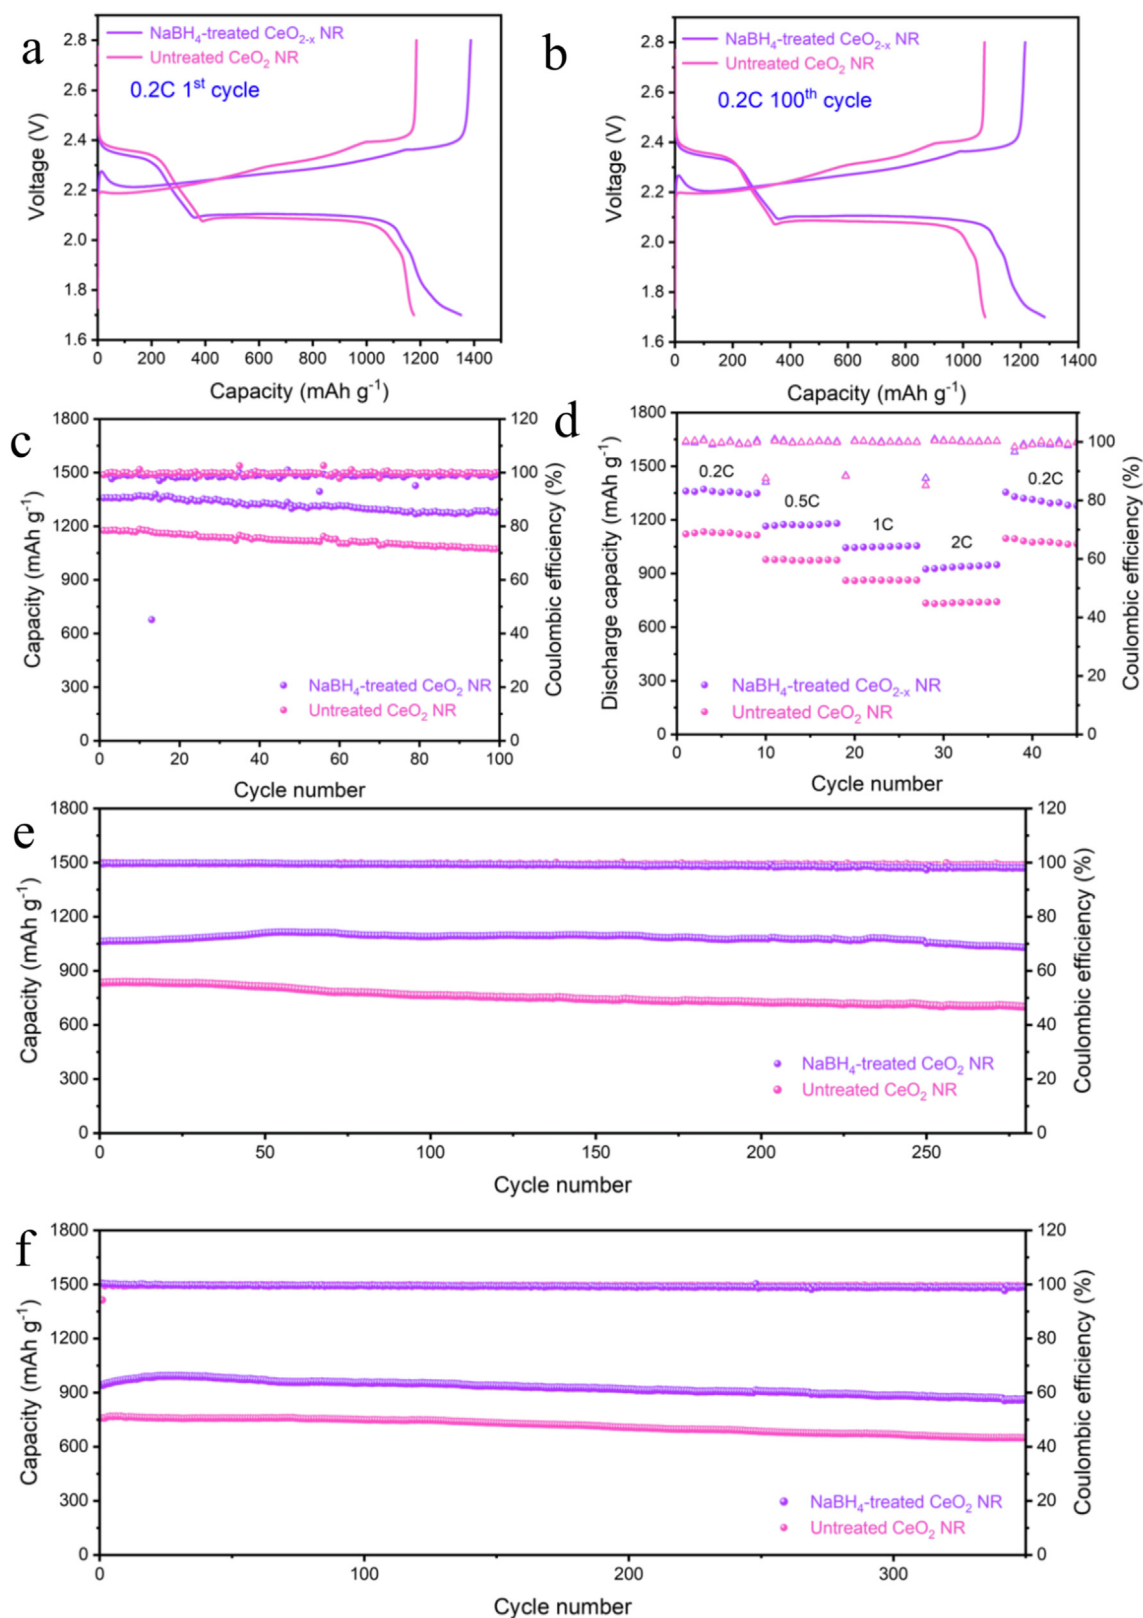 a
NaBH4-treated CeO2-x NR
Untreated CeO2 NR
0.2C 1st cycle
2.8
2.6
2.4
2.2
2.0
1.8
1.6
Voltage (V)
0 200 400 600 800 1000 1200 1400
Capacity (mAh g-1)
b
NaBH4-treated CeO2-x NR
Untreated CeO2 NR
0.2C 100th cycle
2.8
2.6
2.4
2.2
2.0
1.8
1.6
Voltage (V)
0 200 400 600 800 1000 1200 1400
Capacity (mAh g-1)
c
1800
1500
1200
900
600
300
0
Capacity (mAh g-1)
120
100
80
60
40
20
0
Coulombic efficiency (%)
NaBH4-treated CeO2 NR
Untreated CeO2 NR
0 20 40 60 80 100
Cycle number
d
1800
1500
1200
900
600
300
0
Discharge capacity (mAh g-1)
100
80
60
40
20
0
Coulombic efficiency (%)
0.2C
0.5C
1C
2C
0.2C
NaBH4-treated CeO2-x NR
Untreated CeO2 NR
0 10 20 30 40
Cycle number
e
1800
1500
1200
900
600
300
0
Capacity (mAh g-1)
120
100
80
60
40
20
0
Coulombic efficiency (%)
NaBH4-treated CeO2 NR
Untreated CeO2 NR
0 50 100 150 200 250
Cycle number
f
1800
1500
1200
900
600
300
0
Capacity (mAh g-1)
120
100
80
60
40
20
0
Coulombic efficiency (%)
NaBH4-treated CeO2 NR
Untreated CeO2 NR
0 100 200 300
Cycle number